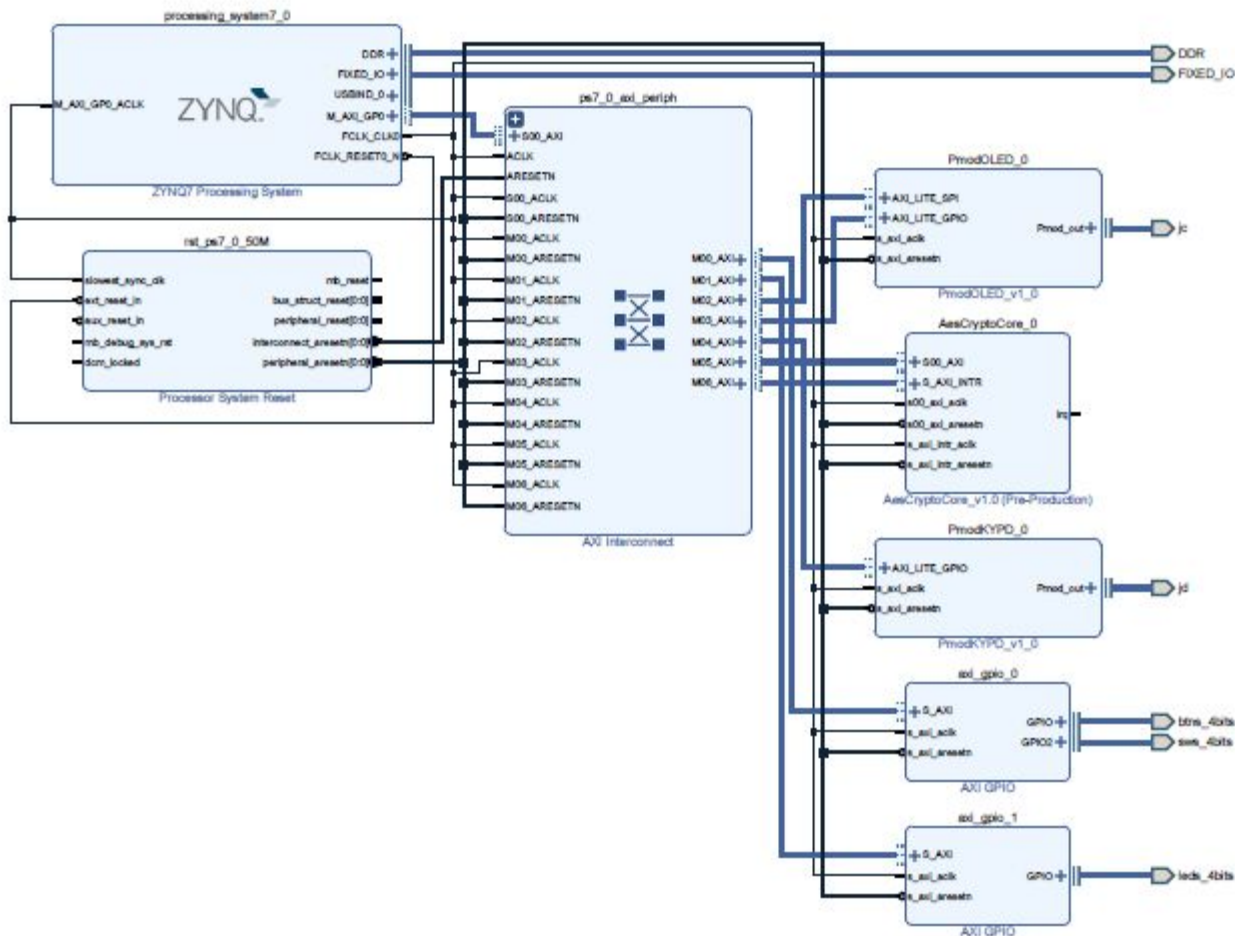 processing_system7_0
DDR
FIXED_IO
USBIND_0
M_AXI_GP0
FCLK_CLK0
FCLK_RESET0_N
M_AXI_GP0_ACLK
ZYNQ.
ZYNQ7 Processing System
DDR
FIXED_IO
rst_ps7_0_50M
slowest_sync_clk
ext_reset_in
aux_reset_in
mb_debug_sys_rst
dcm_locked
mb_reset
bus_struct_reset[0:0]
peripheral_reset[0:0]
interconnect_aresetn[0:0]
peripheral_aresetn[0:0]
Processor System Reset
ps7_0_axi_periph
S00_AXI
ACLK
ARESETN
S00_ACLK
S00_ARESETN
M00_ACLK
M00_ARESETN
M01_ACLK
M01_ARESETN
M02_ACLK
M02_ARESETN
M03_ACLK
M03_ARESETN
M04_ACLK
M04_ARESETN
M05_ACLK
M05_ARESETN
M06_ACLK
M06_ARESETN
M00_AXI
M01_AXI
M02_AXI
M03_AXI
M04_AXI
M05_AXI
M06_AXI
AXI Interconnect
PmodOLED_0
AXI_LITE_SPI
AXI_LITE_GPIO
s_axi_aclk
s_axi_aresetn
Pmod_out
jc
PmodOLED_v1_0
AesCryptoCore_0
S00_AXI
S_AXI_INTR
s00_axi_aclk
s00_axi_aresetn
s_axi_intr_aclk
s_axi_intr_aresetn
irq
AesCryptoCore_v1.0 (Pre-Production)
PmodKYPD_0
AXI_LITE_GPIO
s_axi_aclk
s_axi_aresetn
Pmod_out
jd
PmodKYPD_v1_0
axi_gpio_0
S_AXI
s_axi_aclk
s_axi_aresetn
GPIO
GPIO2
btns_4bits
sws_4bits
AXI GPIO
axi_gpio_1
S_AXI
s_axi_aclk
s_axi_aresetn
GPIO
leds_4bits
AXI GPIO